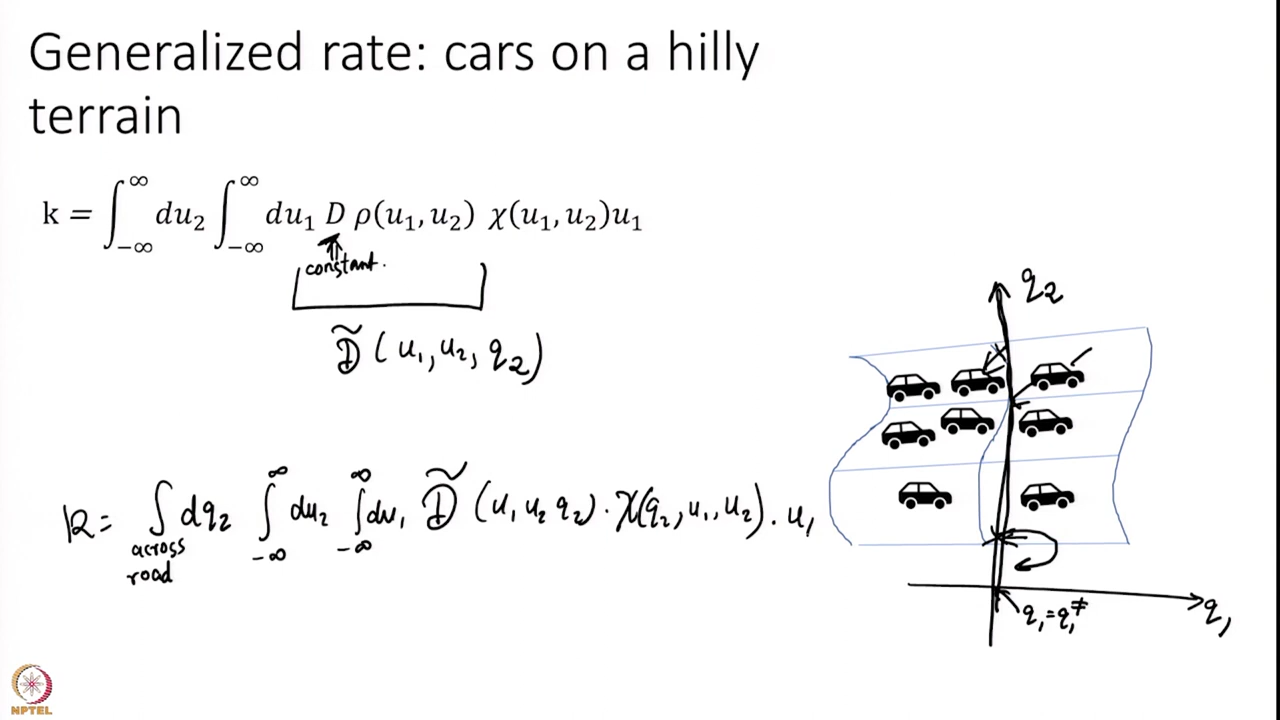 Generalized rate: cars on a hilly
terrain
k = ∫_{−∞}^{∞} du₂ ∫_{−∞}^{∞} du₁ D ρ(u₁, u₂) χ(u₁, u₂)u₁
constant.
D̃ (u₁, u₂, q₂)
k = ∫ dq₂ ∫_{-∞}^{∞} du₂ ∫_{-∞}^{∞} du₁ D̃ (u₁ u₂ q₂) · χ(q₂, u₁, u₂) · u₁
across
road
q₂
q₁
q₁ = q₁^≠
NPTEL